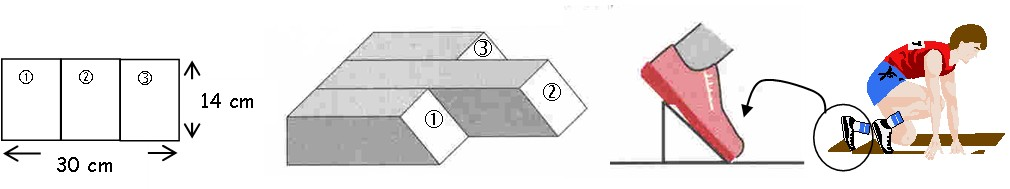 ① ② ③
14 cm
30 cm
③
②
①